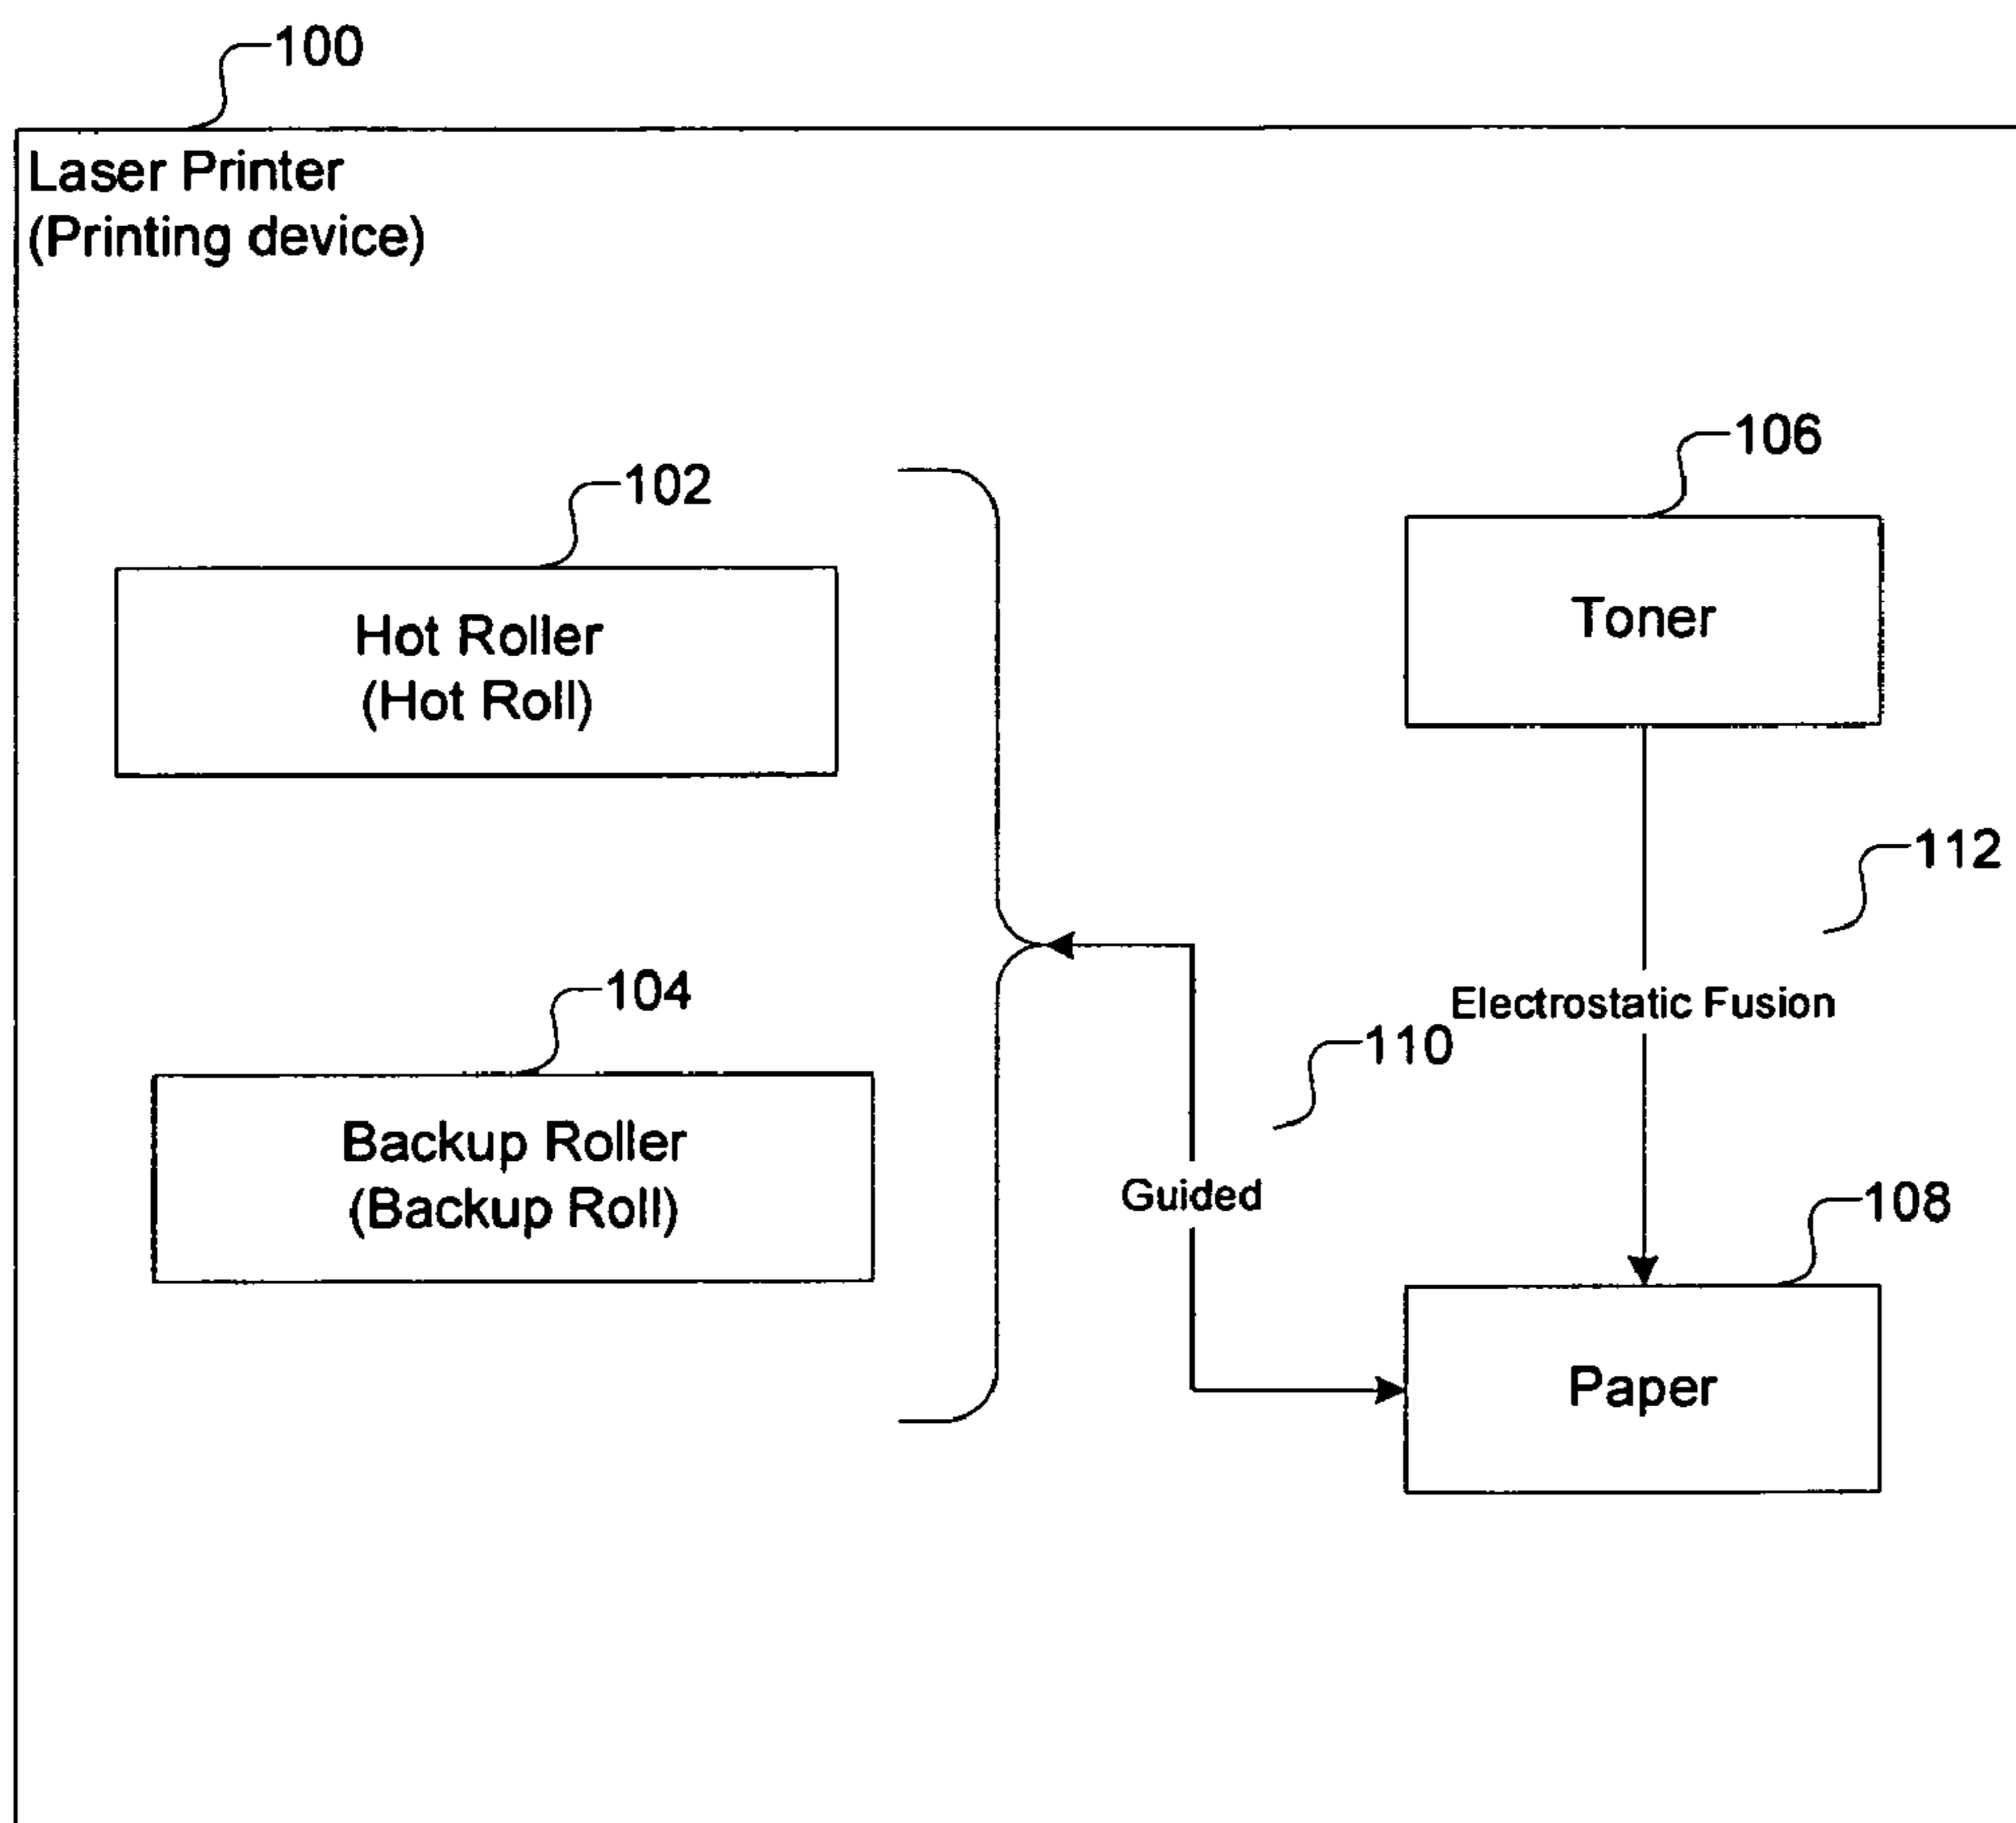 100
Laser Printer
(Printing device)
106
102
Toner
Hot Roller
(Hot Roll)
112
104
Electrostatic Fusion
110
Backup Roller
(Backup Roll)
Guided
108
Paper